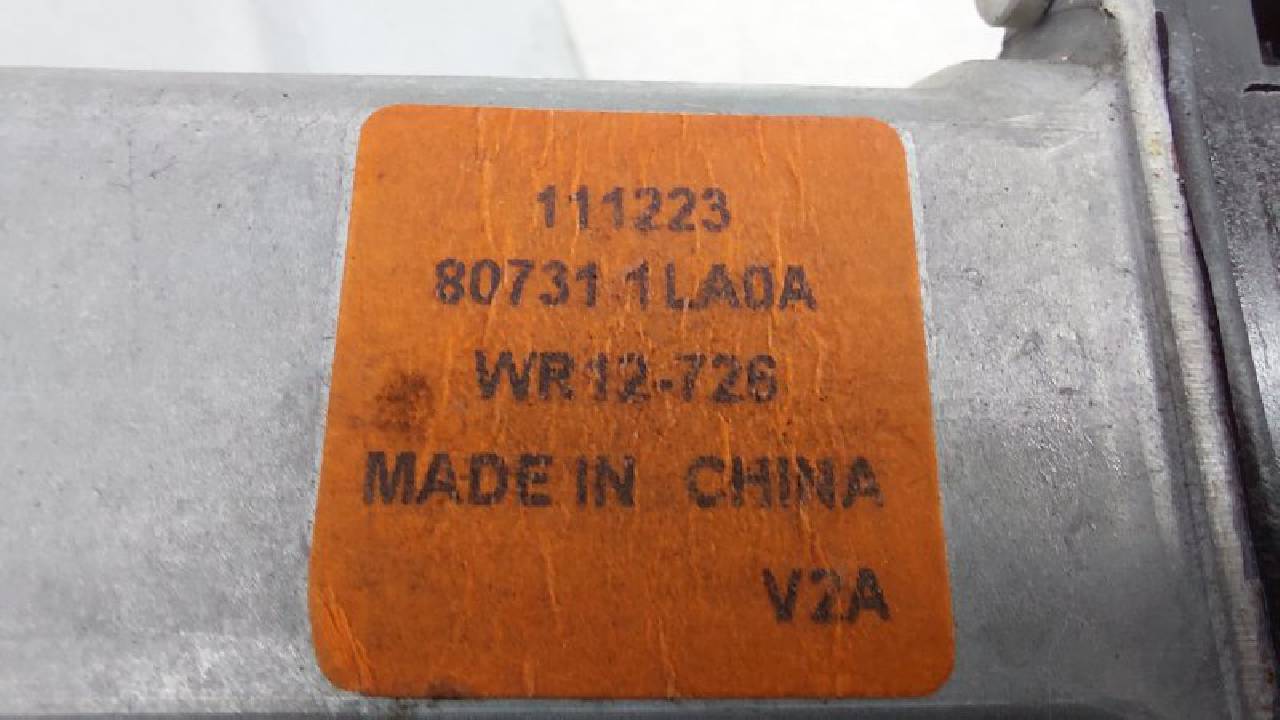 111223
80731 1LA0A
WR12-726
MADE IN CHINA
V2A